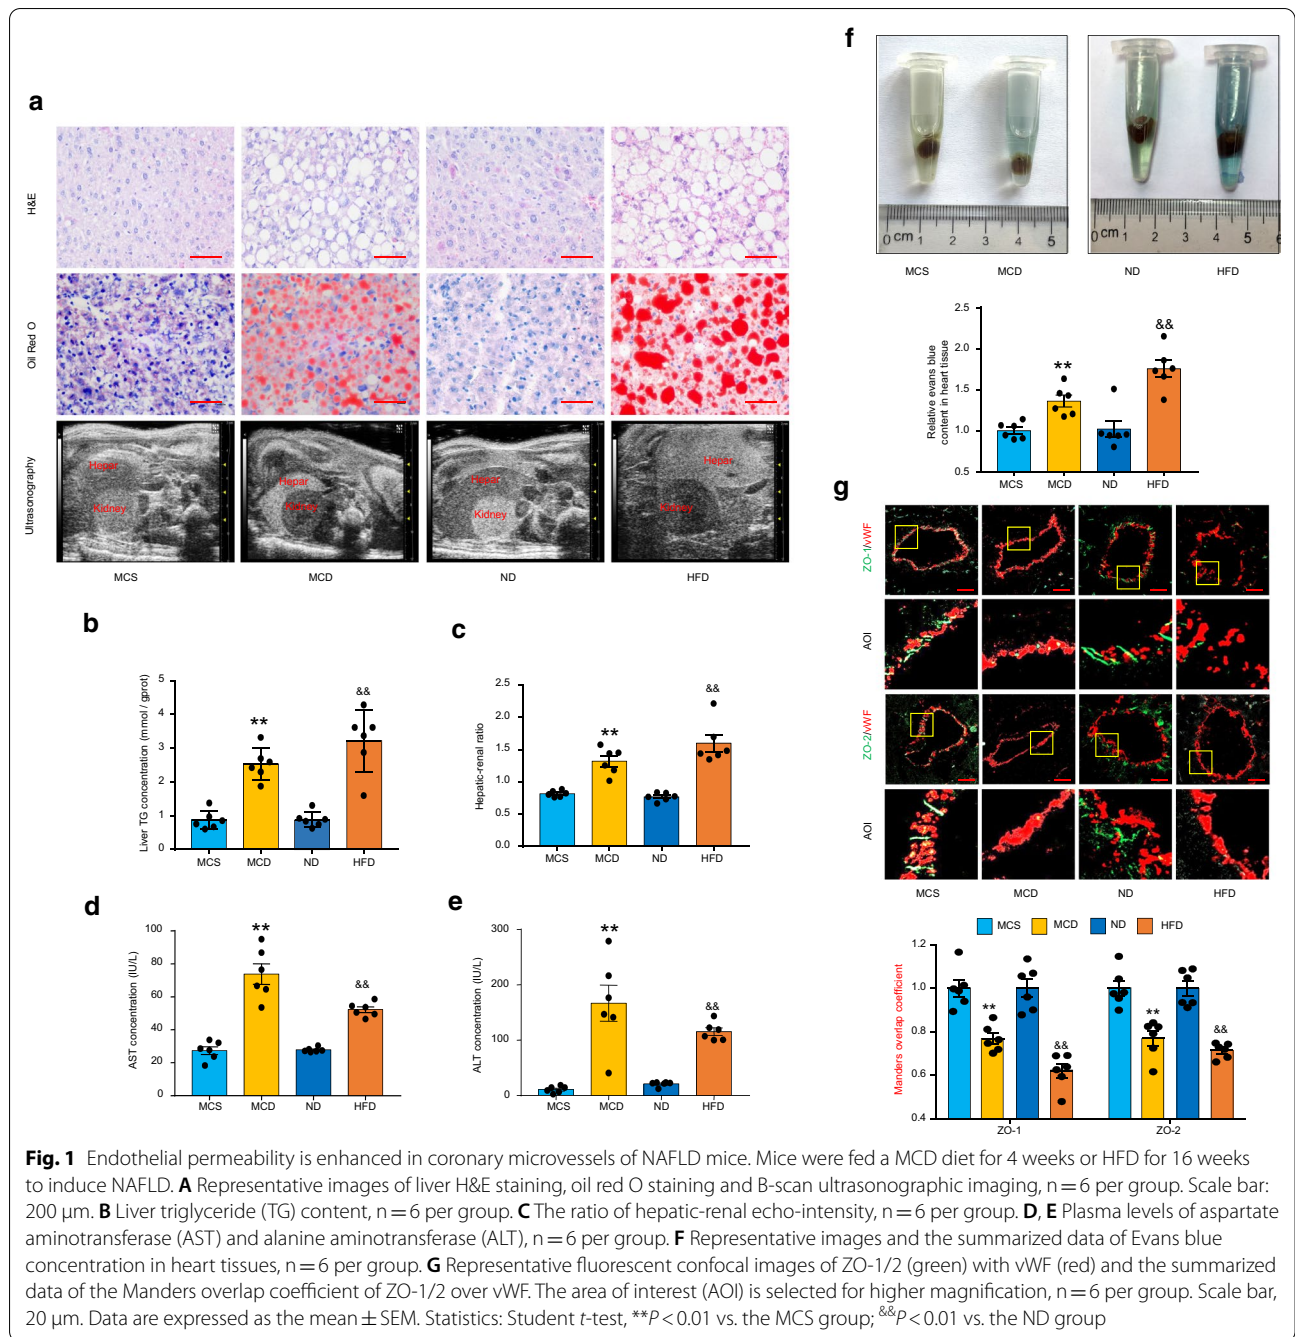 a
H&E
Oil Red O
Ultrasonography
Hepar
Kidney
Hepar
Kidney
Hepar
Kidney
Hepar
Kidney
MCS MCD ND HFD
b
Liver TG concentration (mmol / gprot)
5
4
3
2
1
0
**
&&
MCS MCD ND HFD
c
Hepatic-renal ratio
2.5
2.0
1.5
1.0
0.5
0.0
**
&&
MCS MCD ND HFD
d
AST concentration (IU/L)
100
80
60
40
20
0
**
&&
MCS MCD ND HFD
e
ALT concentration (IU/L)
300
200
100
0
**
&&
MCS MCD ND HFD
f
0 cm 1 2 3 4 5
0 cm 1 2 3 4 5 6
MCS MCD ND HFD
Relative evans blue
content in heart tissue
2.5
2.0
1.5
1.0
0.5
**
&&
MCS MCD ND HFD
g
ZO-1/vWF
AOI
ZO-2/vWF
AOI
MCS MCD ND HFD
MCS MCD ND HFD
Manders overlap coefficient
1.2
1.0
0.8
0.6
0.4
**
&&
**
&&
ZO-1 ZO-2
Fig. 1 Endothelial permeability is enhanced in coronary microvessels of NAFLD mice. Mice were fed a MCD diet for 4 weeks or HFD for 16 weeks
to induce NAFLD. A Representative images of liver H&E staining, oil red O staining and B-scan ultrasonographic imaging, n = 6 per group. Scale bar:
200 μm. B Liver triglyceride (TG) content, n = 6 per group. C The ratio of hepatic-renal echo-intensity, n = 6 per group. D, E Plasma levels of aspartate
aminotransferase (AST) and alanine aminotransferase (ALT), n = 6 per group. F Representative images and the summarized data of Evans blue
concentration in heart tissues, n = 6 per group. G Representative fluorescent confocal images of ZO-1/2 (green) with vWF (red) and the summarized
data of the Manders overlap coefficient of ZO-1/2 over vWF. The area of interest (AOI) is selected for higher magnification, n = 6 per group. Scale bar,
20 μm. Data are expressed as the mean ± SEM. Statistics: Student t-test, **P < 0.01 vs. the MCS group; &&P < 0.01 vs. the ND group